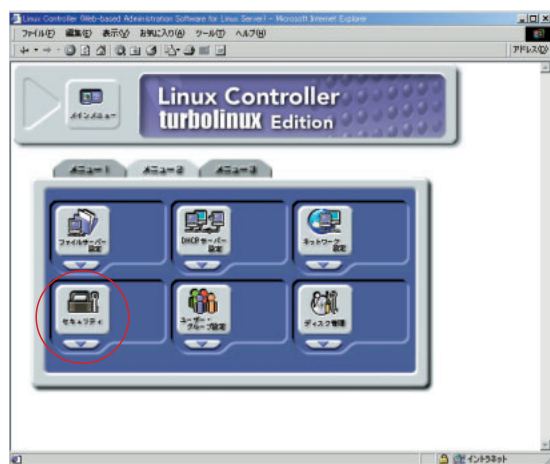 Linux Controller (Web-based Administration Software for Linux Server) - Microsoft Internet Explorer
ファイル(F) 編集(E) 表示(V) お気に入り(A) ツール(T) ヘルプ(H)
アドレス(D)
メインメニュー
Linux Controller
turbolinux Edition
メニュー1 メニュー2 メニュー3
ファイルサーバー
設定
DHCPサーバー
設定
ネットワーク
設定
セキュリティ
ユーザー・
グループ設定
ディスク管理
イントラネット